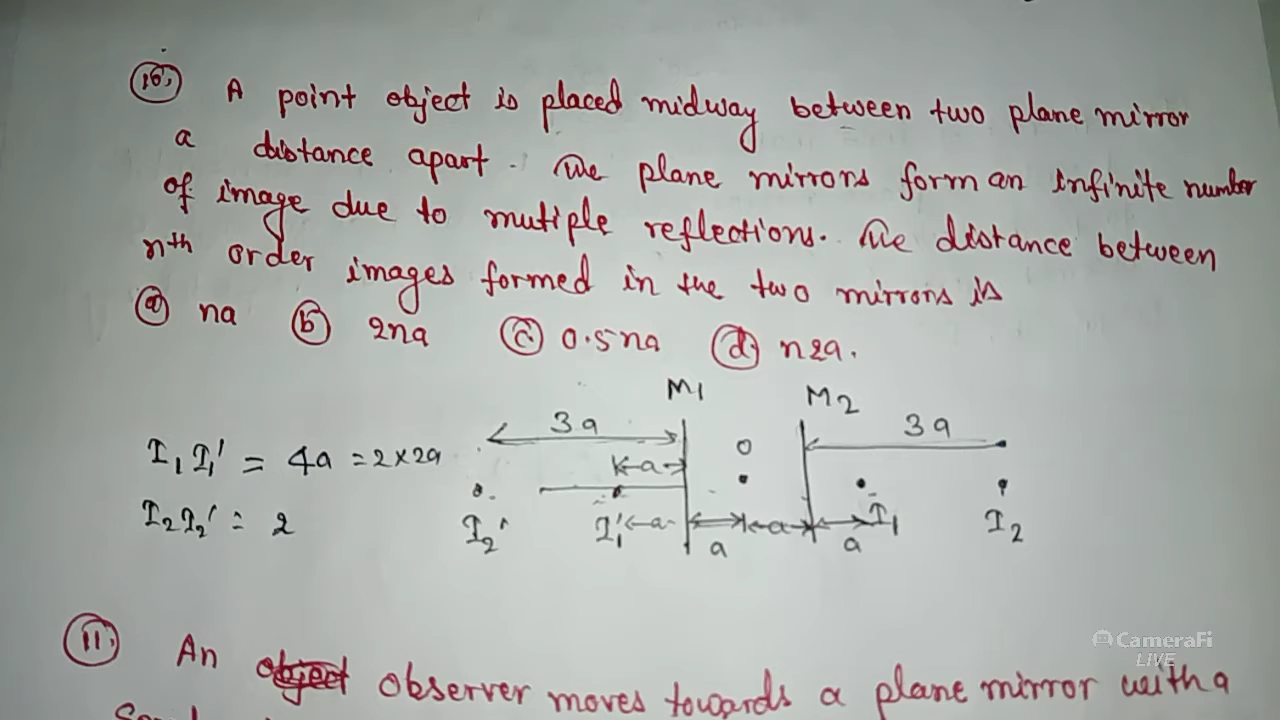 10. A point object is placed midway between two plane mirror
a distance apart. The plane mirrors form an infinite number
of image due to mutiple reflections. The distance between
nth order images formed in the two mirrors is
(a) na (b) 2na (c) 0.5na (d) n2a.
M1 M2
3a 3a
I1I1' = 4a = 2×2a
a o
I2I2' = 2
I2' I1' a a a a I1 I2
CameraFi
LIVE
11. An object observer moves towards a plane mirror with a